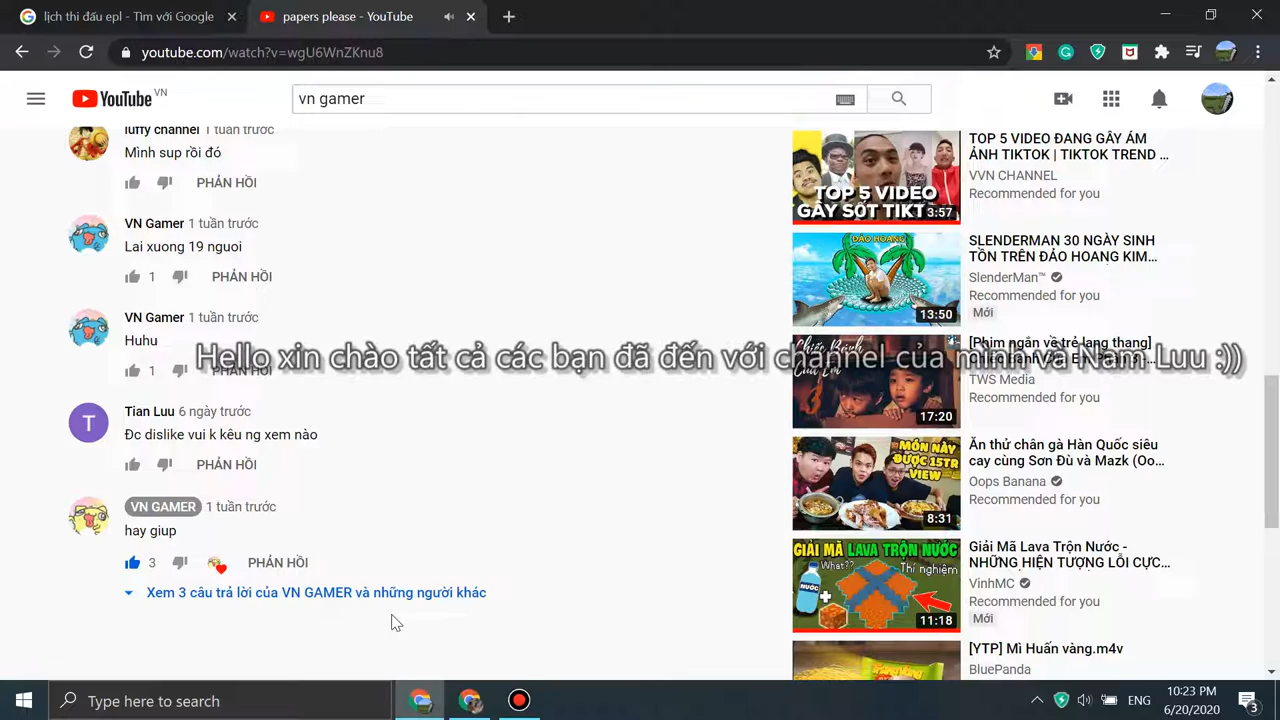 lịch thi đấu epl - Tìm với Google
papers please - YouTube
youtube.com/watch?v=wgU6WnZKnu8
YouTube VN
vn gamer
luffy channel 1 tuần trước
Mình sup rồi đó
PHẢN HỒI
VN Gamer 1 tuần trước
Lai xuong 19 nguoi
1 PHẢN HỒI
VN Gamer 1 tuần trước
Huhu
Hello xin chào tất cả các bạn đã đến với channel của mình và Nam Luu :))
1 PHẢN HỒI
Tian Luu 6 ngày trước
T
Đc dislike vui k kêu ng xem nào
PHẢN HỒI
VN GAMER 1 tuần trước
hay giup
3 PHẢN HỒI
Xem 3 câu trả lời của VN GAMER và những người khác
TOP 5 VIDEO
GÂY SỐT TIKT
3:57
TOP 5 VIDEO ĐANG GÂY ÁM
ẢNH TIKTOK | TIKTOK TREND ...
VVN CHANNEL
Recommended for you
ĐẢO HOANG
13:50
SLENDERMAN 30 NGÀY SINH
TỒN TRÊN ĐẢO HOANG KIM...
SlenderMan™
Recommended for you
Mới
Chiếc Bánh
17:20
[Phim ngắn về trẻ lang thang]
TWS Media
Recommended for you
MÓN NÀY
ĐƯỢC 15TR
VIEW
8:31
Ăn thử chân gà Hàn Quốc siêu
cay cùng Sơn Đù và Mazk (Oo...
Oops Banana
Recommended for you
GIẢI MÃ LAVA TRỘN NƯỚC
What??
Thí nghiệm
NƯỚC
11:18
Giải Mã Lava Trộn Nước -
NHỮNG HIỆN TƯỢNG LỖI CỰC...
VinhMC
Recommended for you
Mới
[YTP] Mì Huấn vàng.m4v
BluePanda
Type here to search
ENG
10:23 PM
6/20/2020
3